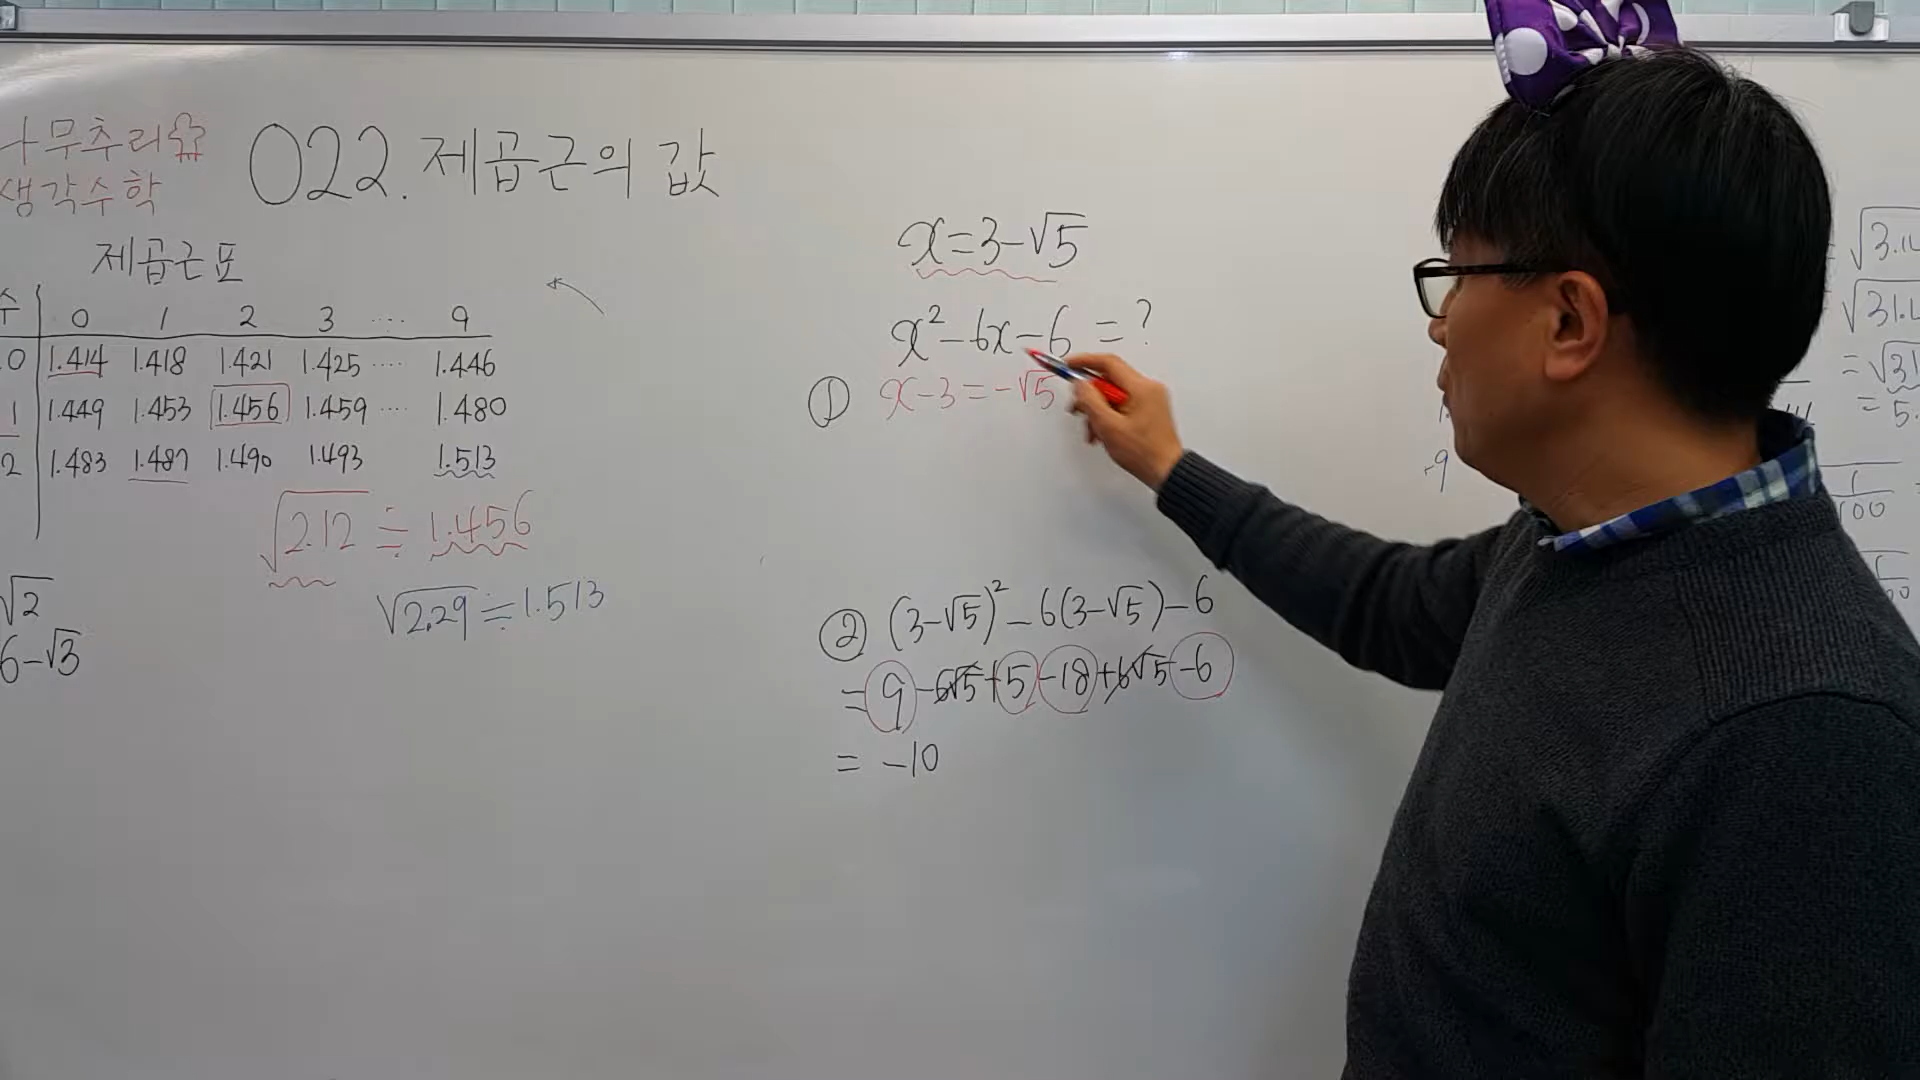 나무추리
생각수학
022. 제곱근의 값
제곱근표
수 0 1 2 3 .... 9
.0 1.414 1.418 1.421 1.425 .... 1.446
1 1.449 1.453 1.456 1.459 .... 1.480
2 1.483 1.487 1.490 1.493 1.513
√2.12 ≒ 1.456
√2.29 ≒ 1.513
√2
6-√3
x=3-√5
x²-6x-6 = ?
① x-3=-√5
② (3-√5)²-6(3-√5)-6
= 9-6√5+5-18+6√5-6
= -10
√3.14
√31.4
= √31
= 5.
-9
1/100